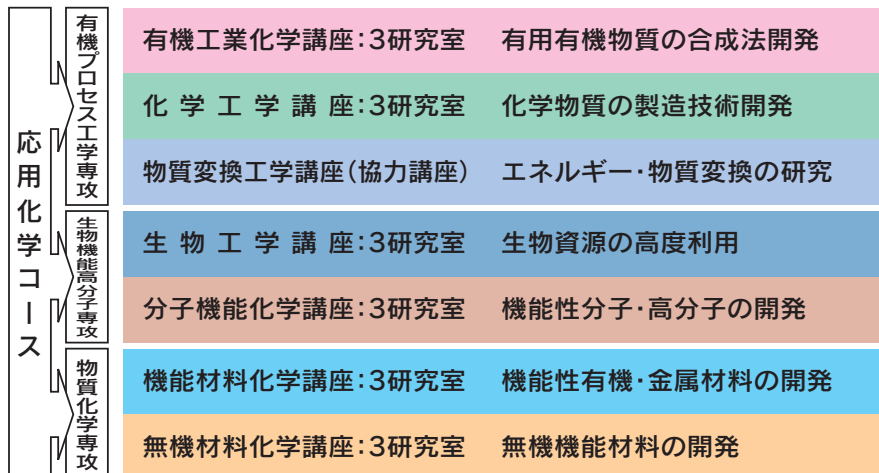 応用化学コース
有機プロセス工学専攻
有機工業化学講座：3研究室 有用有機物質の合成法開発
化学工学講座：3研究室 化学物質の製造技術開発
物質変換工学講座（協力講座） エネルギー・物質変換の研究
生物機能高分子専攻
生物工学講座：3研究室 生物資源の高度利用
分子機能化学講座：3研究室 機能性分子・高分子の開発
物質化学専攻
機能材料化学講座：3研究室 機能性有機・金属材料の開発
無機材料化学講座：3研究室 無機機能材料の開発